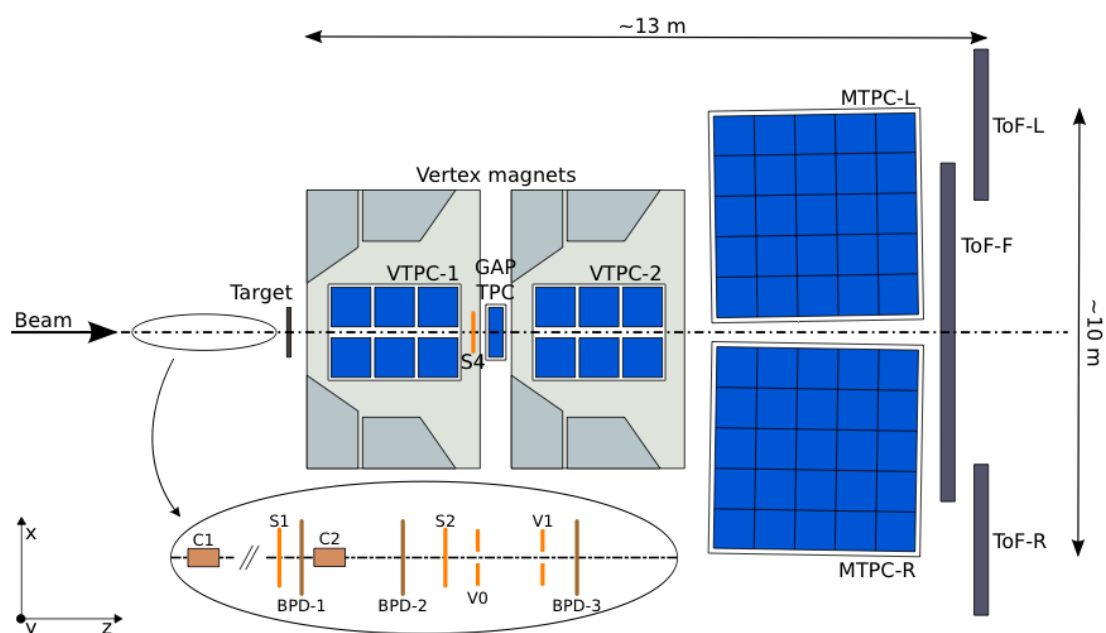 ~13 m
MTPC-L
ToF-L
Vertex magnets
ToF-F
VTPC-1
GAP
TPC
VTPC-2
Target
Beam
S4
~ 10 m
x
y
z
C1
S1
C2
S2
V1
BPD-1
BPD-2
V0
BPD-3
MTPC-R
ToF-R